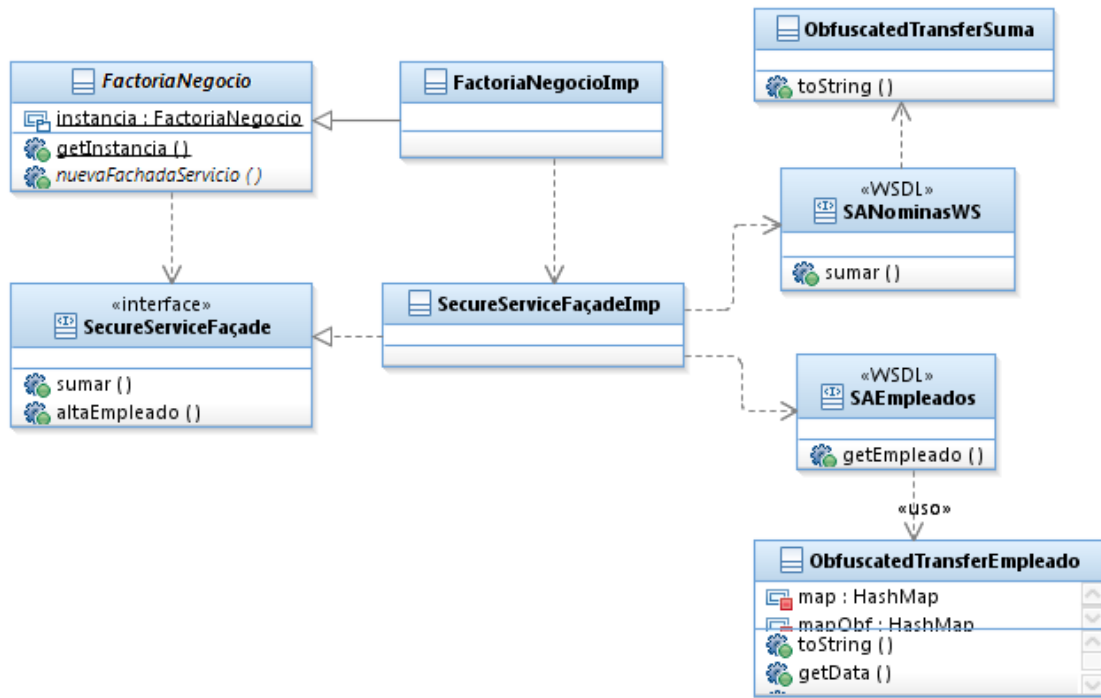 FactoriaNegocio
instancia : FactoriaNegocio
getInstancia ( )
nuevaFachadaServicio ( )
FactoriaNegocioImp
ObfuscatedTransferSuma
toString ( )
«WSDL»
SANominasWS
sumar ( )
«interface»
SecureServiceFaçade
sumar ( )
altaEmpleado ( )
SecureServiceFaçadeImp
«WSDL»
SAEmpleados
getEmpleado ( )
«uso»
ObfuscatedTransferEmpleado
map : HashMap
mapObf : HashMap
toString ( )
getData ( )